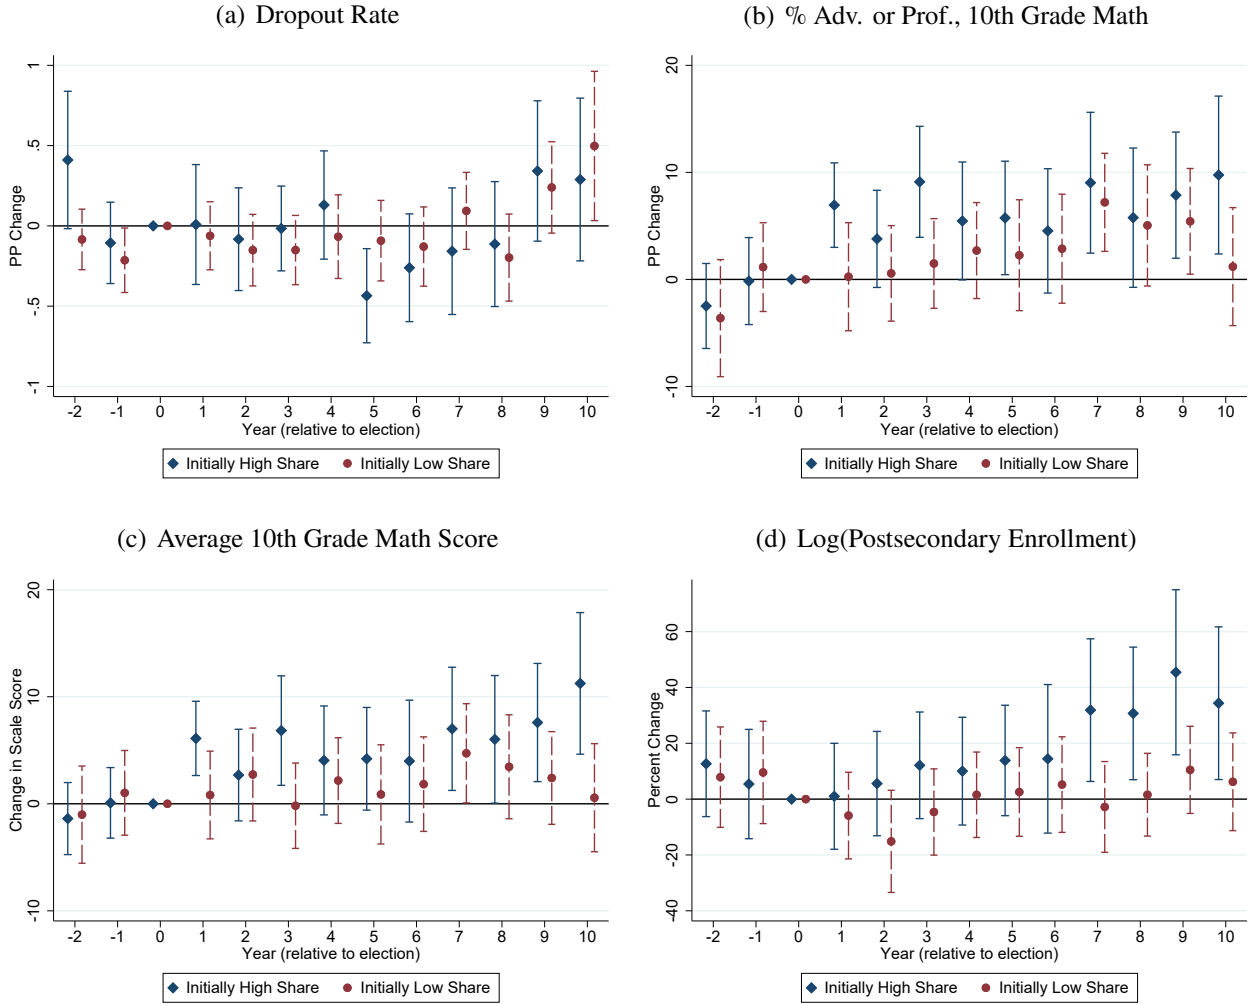 (a) Dropout Rate
1
.5
0
-.5
-1
PP Change
-2 -1 0 1 2 3 4 5 6 7 8 9 10
Year (relative to election)
Initially High Share Initially Low Share
(b) % Adv. or Prof., 10th Grade Math
20
10
0
-10
PP Change
-2 -1 0 1 2 3 4 5 6 7 8 9 10
Year (relative to election)
Initially High Share Initially Low Share
(c) Average 10th Grade Math Score
20
10
0
-10
Change in Scale Score
-2 -1 0 1 2 3 4 5 6 7 8 9 10
Year (relative to election)
Initially High Share Initially Low Share
(d) Log(Postsecondary Enrollment)
60
40
20
0
-20
-40
Percent Change
-2 -1 0 1 2 3 4 5 6 7 8 9 10
Year (relative to election)
Initially High Share Initially Low Share